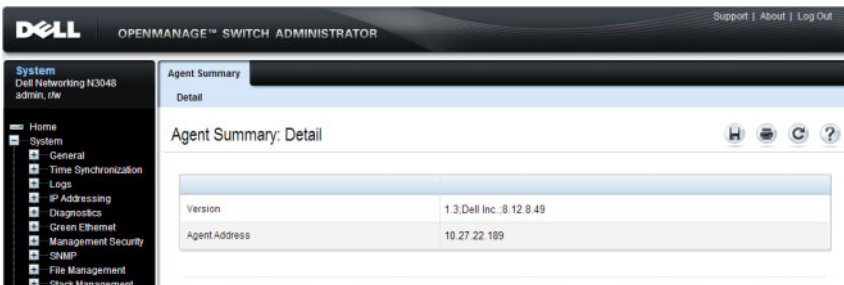 Support | About | Log Out
DELL OPENMANAGE™ SWITCH ADMINISTRATOR
System
Dell Networking N3048
admin, r/w
Home
System
General
Time Synchronization
Logs
IP Addressing
Diagnostics
Green Ethernet
Management Security
SNMP
File Management
Stack Management
Agent Summary
Detail
Agent Summary: Detail
Version 1.3;Dell Inc.;8.12.8.49
Agent Address 10.27.22.189